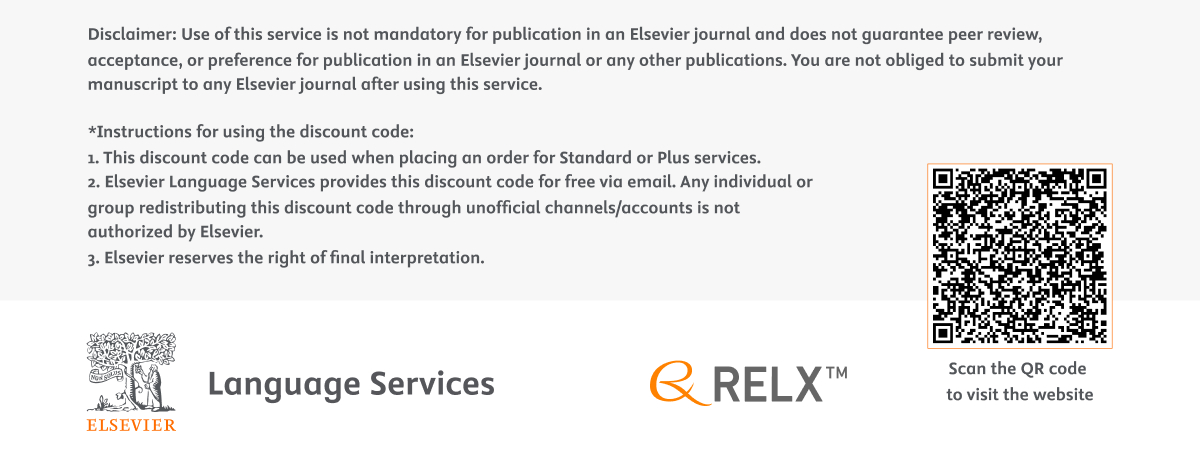 Disclaimer: Use of this service is not mandatory for publication in an Elsevier journal and does not guarantee peer review,
acceptance, or preference for publication in an Elsevier journal or any other publications. You are not obliged to submit your
manuscript to any Elsevier journal after using this service.
*Instructions for using the discount code:
1. This discount code can be used when placing an order for Standard or Plus services.
2. Elsevier Language Services provides this discount code for free via email. Any individual or
group redistributing this discount code through unofficial channels/accounts is not
authorized by Elsevier.
3. Elsevier reserves the right of final interpretation.
NON SOLUS
ELSEVIER
Language Services
RELX™
Scan the QR code
to visit the website